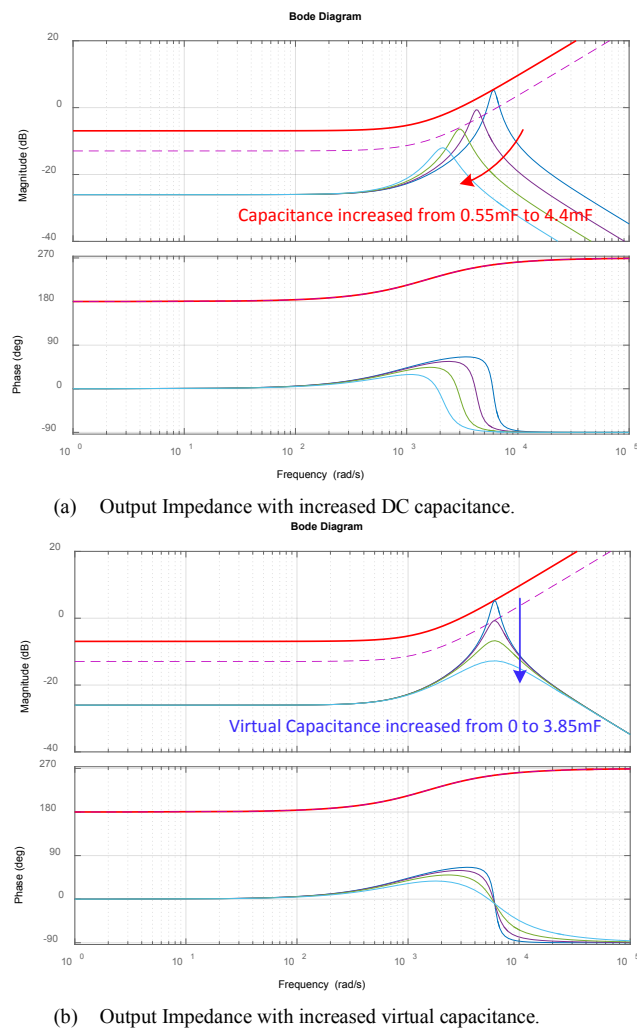 Bode Diagram
20
0
-20
-40
Magnitude (dB)
Capacitance increased from 0.55mF to 4.4mF
270
180
90
0
-90
Phase (deg)
10^0 10^1 10^2 10^3 10^4 10^5
Frequency (rad/s)
(a) Output Impedance with increased DC capacitance.
Bode Diagram
20
0
-20
-40
Magnitude (dB)
Virtual Capacitance increased from 0 to 3.85mF
270
180
90
0
-90
Phase (deg)
10^0 10^1 10^2 10^3 10^4 10^5
Frequency (rad/s)
(b) Output Impedance with increased virtual capacitance.